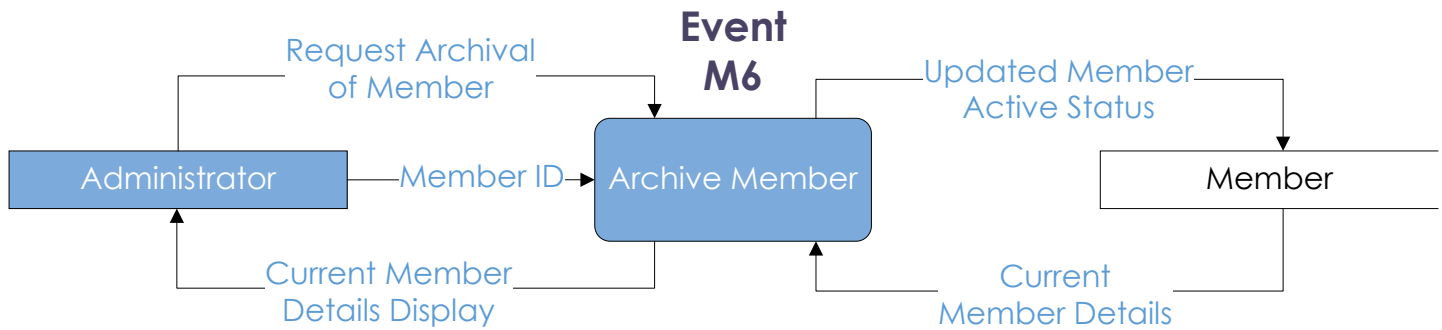 Event
M6
Request Archival
of Member
Updated Member
Active Status
Administrator
Member ID
Archive Member
Member
Current Member
Details Display
Current
Member Details